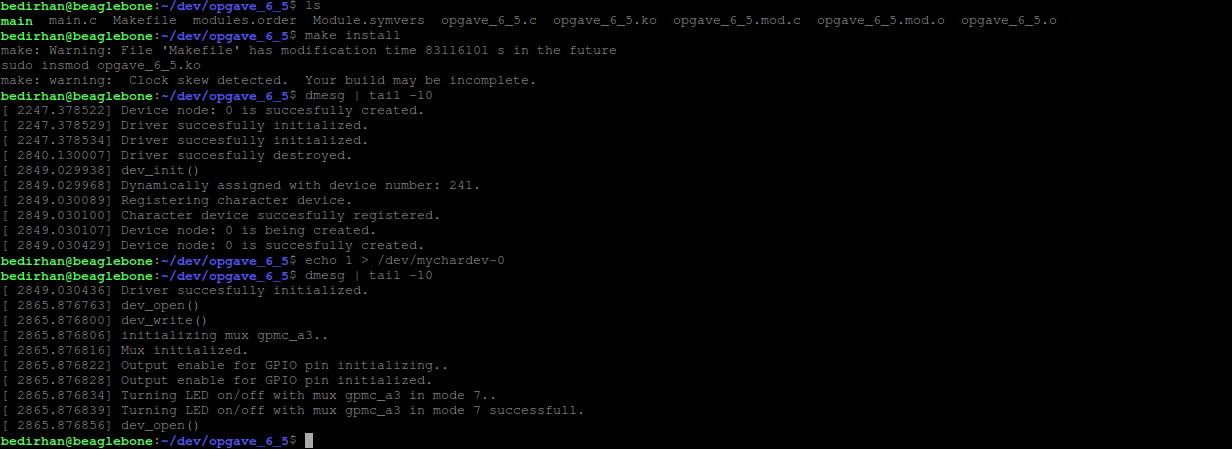 bedirhan@beaglebone:~/dev/opgave_6_5$ ls
main  main.c  Makefile  modules.order  Module.symvers  opgave_6_5.c  opgave_6_5.ko  opgave_6_5.mod.c  opgave_6_5.mod.o  opgave_6_5.o
bedirhan@beaglebone:~/dev/opgave_6_5$ make install
make: Warning: File 'Makefile' has modification time 83116101 s in the future
sudo insmod opgave_6_5.ko
make: warning:  Clock skew detected.  Your build may be incomplete.
bedirhan@beaglebone:~/dev/opgave_6_5$ dmesg | tail -10
[ 2247.378522] Device node: 0 is succesfully created.
[ 2247.378529] Driver succesfully initialized.
[ 2247.378534] Driver succesfully initialized.
[ 2840.130007] Driver succesfully destroyed.
[ 2849.029938] dev_init()
[ 2849.029968] Dynamically assigned with device number: 241.
[ 2849.030089] Registering character device.
[ 2849.030100] Character device succesfully registered.
[ 2849.030107] Device node: 0 is being created.
[ 2849.030429] Device node: 0 is succesfully created.
bedirhan@beaglebone:~/dev/opgave_6_5$ echo 1 > /dev/mychardev-0
bedirhan@beaglebone:~/dev/opgave_6_5$ dmesg | tail -10
[ 2849.030436] Driver succesfully initialized.
[ 2865.876763] dev_open()
[ 2865.876800] dev_write()
[ 2865.876806] initializing mux gpmc_a3..
[ 2865.876816] Mux initialized.
[ 2865.876822] Output enable for GPIO pin initializing..
[ 2865.876828] Output enable for GPIO pin initialized.
[ 2865.876834] Turning LED on/off with mux gpmc_a3 in mode 7..
[ 2865.876839] Turning LED on/off with mux gpmc_a3 in mode 7 successfull.
[ 2865.876856] dev_open()
bedirhan@beaglebone:~/dev/opgave_6_5$